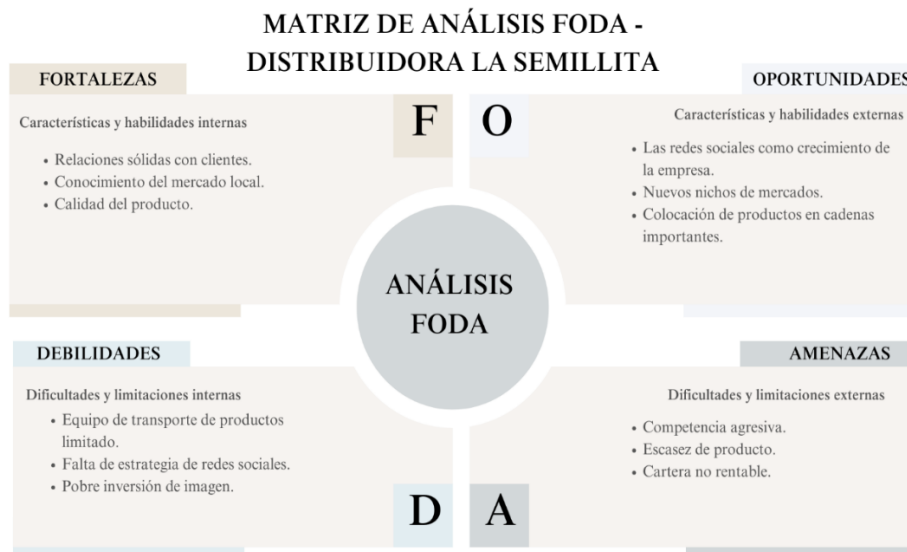 MATRIZ DE ANÁLISIS FODA -
DISTRIBUIDORA LA SEMILLITA
FORTALEZAS
Características y habilidades internas
• Relaciones sólidas con clientes.
• Conocimiento del mercado local.
• Calidad del producto.
F
O
OPORTUNIDADES
Características y habilidades externas
• Las redes sociales como crecimiento de
la empresa.
• Nuevos nichos de mercados.
• Colocación de productos en cadenas
importantes.
ANÁLISIS
FODA
DEBILIDADES
Dificultades y limitaciones internas
• Equipo de transporte de productos
limitado.
• Falta de estrategia de redes sociales.
• Pobre inversión de imagen.
D
A
AMENAZAS
Dificultades y limitaciones externas
• Competencia agresiva.
• Escasez de producto.
• Cartera no rentable.